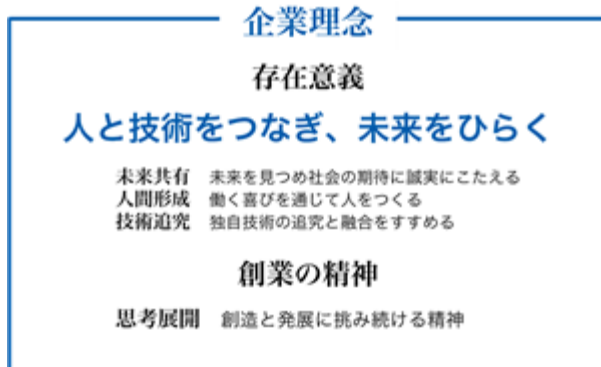 企業理念
存在意義
人と技術をつなぎ、未来をひらく
未来共有 未来を見つめ社会の期待に誠実にこたえる
人間形成 働く喜びを通じて人をつくる
技術追究 独自技術の追究と融合をすすめる
創業の精神
思考展開 創造と発展に挑み続ける精神